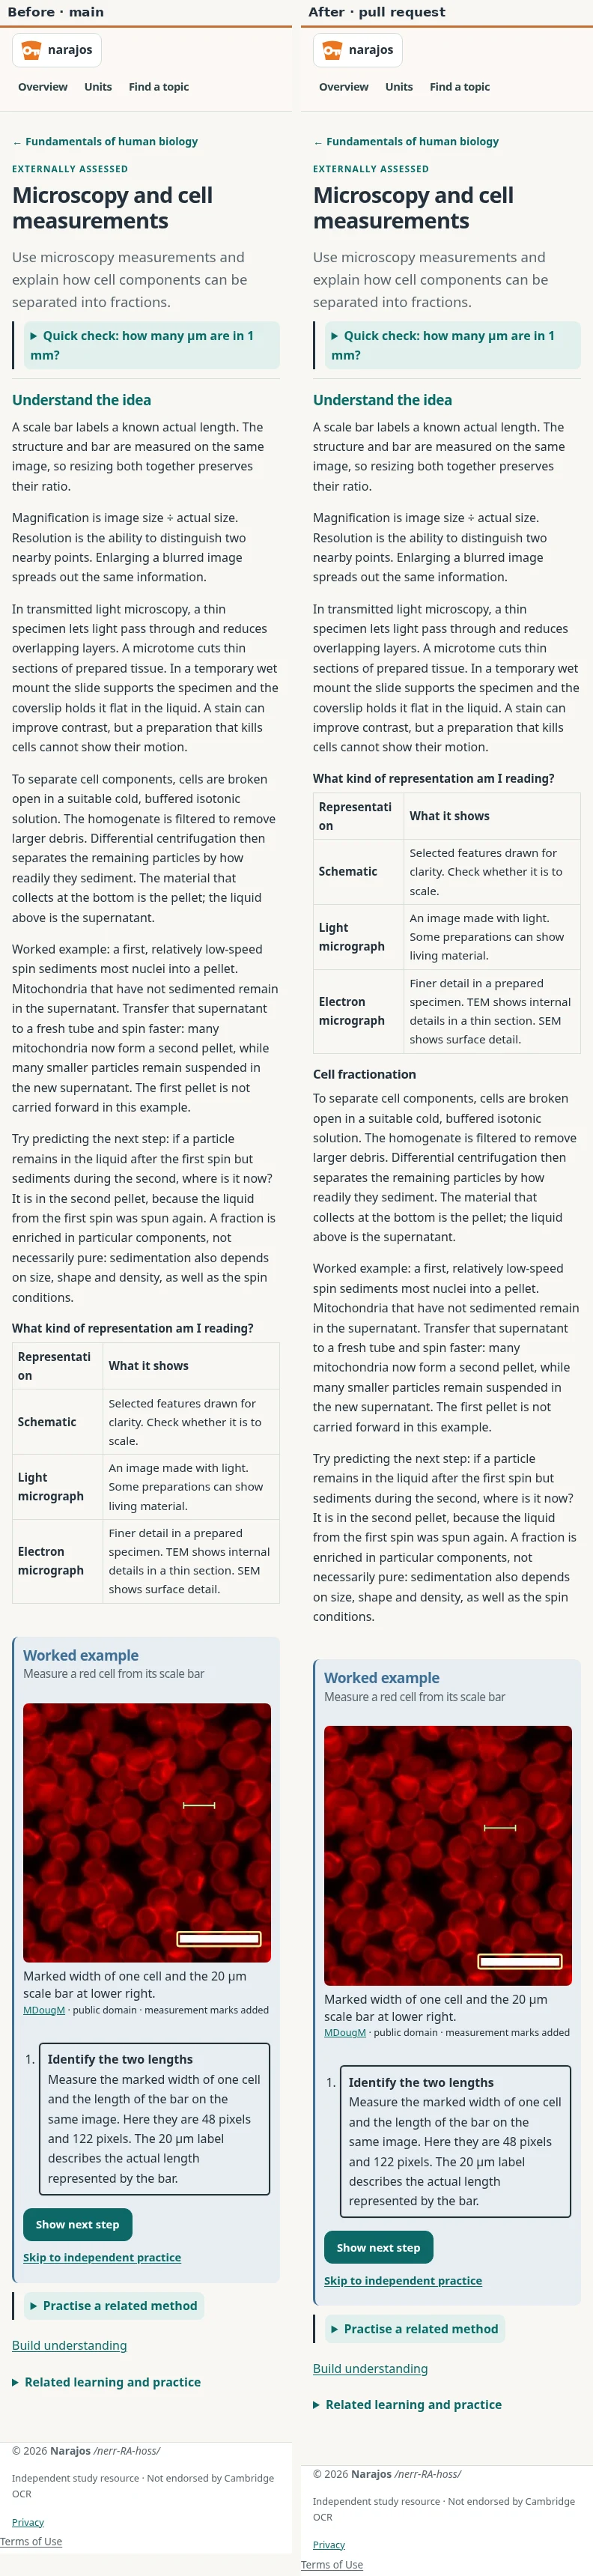 Before · main
narajos
Overview Units Find a topic
← Fundamentals of human biology
EXTERNALLY ASSESSED
Microscopy and cell
measurements
Use microscopy measurements and
explain how cell components can be
separated into fractions.
▶ Quick check: how many µm are in 1
mm?
Understand the idea
A scale bar labels a known actual length. The
structure and bar are measured on the same
image, so resizing both together preserves
their ratio.
Magnification is image size ÷ actual size.
Resolution is the ability to distinguish two
nearby points. Enlarging a blurred image
spreads out the same information.
In transmitted light microscopy, a thin
specimen lets light pass through and reduces
overlapping layers. A microtome cuts thin
sections of prepared tissue. In a temporary wet
mount the slide supports the specimen and the
coverslip holds it flat in the liquid. A stain can
improve contrast, but a preparation that kills
cells cannot show their motion.
To separate cell components, cells are broken
open in a suitable cold, buffered isotonic
solution. The homogenate is filtered to remove
larger debris. Differential centrifugation then
separates the remaining particles by how
readily they sediment. The material that
collects at the bottom is the pellet; the liquid
above is the supernatant.
Worked example: a first, relatively low-speed
spin sediments most nuclei into a pellet.
Mitochondria that have not sedimented remain
in the supernatant. Transfer that supernatant
to a fresh tube and spin faster: many
mitochondria now form a second pellet, while
many smaller particles remain suspended in
the new supernatant. The first pellet is not
carried forward in this example.
Try predicting the next step: if a particle
remains in the liquid after the first spin but
sediments during the second, where is it now?
It is in the second pellet, because the liquid
from the first spin was spun again. A fraction is
enriched in particular components, not
necessarily pure: sedimentation also depends
on size, shape and density, as well as the spin
conditions.
What kind of representation am I reading?
Representati
on
What it shows
Schematic
Selected features drawn for
clarity. Check whether it is to
scale.
Light
micrograph
An image made with light.
Some preparations can show
living material.
Electron
micrograph
Finer detail in a prepared
specimen. TEM shows internal
details in a thin section. SEM
shows surface detail.
Worked example
Measure a red cell from its scale bar
Marked width of one cell and the 20 µm
scale bar at lower right.
MDougM · public domain · measurement marks added
1. Identify the two lengths
Measure the marked width of one cell
and the length of the bar on the
same image. Here they are 48 pixels
and 122 pixels. The 20 µm label
describes the actual length
represented by the bar.
Show next step
Skip to independent practice
▶ Practise a related method
Build understanding
▶ Related learning and practice
© 2026 Narajos /nerr-RA-hoss/
Independent study resource · Not endorsed by Cambridge
OCR
Privacy
Terms of Use
After · pull request
narajos
Overview Units Find a topic
← Fundamentals of human biology
EXTERNALLY ASSESSED
Microscopy and cell
measurements
Use microscopy measurements and
explain how cell components can be
separated into fractions.
▶ Quick check: how many µm are in 1
mm?
Understand the idea
A scale bar labels a known actual length. The
structure and bar are measured on the same
image, so resizing both together preserves
their ratio.
Magnification is image size ÷ actual size.
Resolution is the ability to distinguish two
nearby points. Enlarging a blurred image
spreads out the same information.
In transmitted light microscopy, a thin
specimen lets light pass through and reduces
overlapping layers. A microtome cuts thin
sections of prepared tissue. In a temporary wet
mount the slide supports the specimen and the
coverslip holds it flat in the liquid. A stain can
improve contrast, but a preparation that kills
cells cannot show their motion.
What kind of representation am I reading?
Representati
on
What it shows
Schematic
Selected features drawn for
clarity. Check whether it is to
scale.
Light
micrograph
An image made with light.
Some preparations can show
living material.
Electron
micrograph
Finer detail in a prepared
specimen. TEM shows internal
details in a thin section. SEM
shows surface detail.
Cell fractionation
To separate cell components, cells are broken
open in a suitable cold, buffered isotonic
solution. The homogenate is filtered to remove
larger debris. Differential centrifugation then
separates the remaining particles by how
readily they sediment. The material that
collects at the bottom is the pellet; the liquid
above is the supernatant.
Worked example: a first, relatively low-speed
spin sediments most nuclei into a pellet.
Mitochondria that have not sedimented remain
in the supernatant. Transfer that supernatant
to a fresh tube and spin faster: many
mitochondria now form a second pellet, while
many smaller particles remain suspended in
the new supernatant. The first pellet is not
carried forward in this example.
Try predicting the next step: if a particle
remains in the liquid after the first spin but
sediments during the second, where is it now?
It is in the second pellet, because the liquid
from the first spin was spun again. A fraction is
enriched in particular components, not
necessarily pure: sedimentation also depends
on size, shape and density, as well as the spin
conditions.
Worked example
Measure a red cell from its scale bar
Marked width of one cell and the 20 µm
scale bar at lower right.
MDougM · public domain · measurement marks added
1. Identify the two lengths
Measure the marked width of one cell
and the length of the bar on the
same image. Here they are 48 pixels
and 122 pixels. The 20 µm label
describes the actual length
represented by the bar.
Show next step
Skip to independent practice
▶ Practise a related method
Build understanding
▶ Related learning and practice
© 2026 Narajos /nerr-RA-hoss/
Independent study resource · Not endorsed by Cambridge
OCR
Privacy
Terms of Use